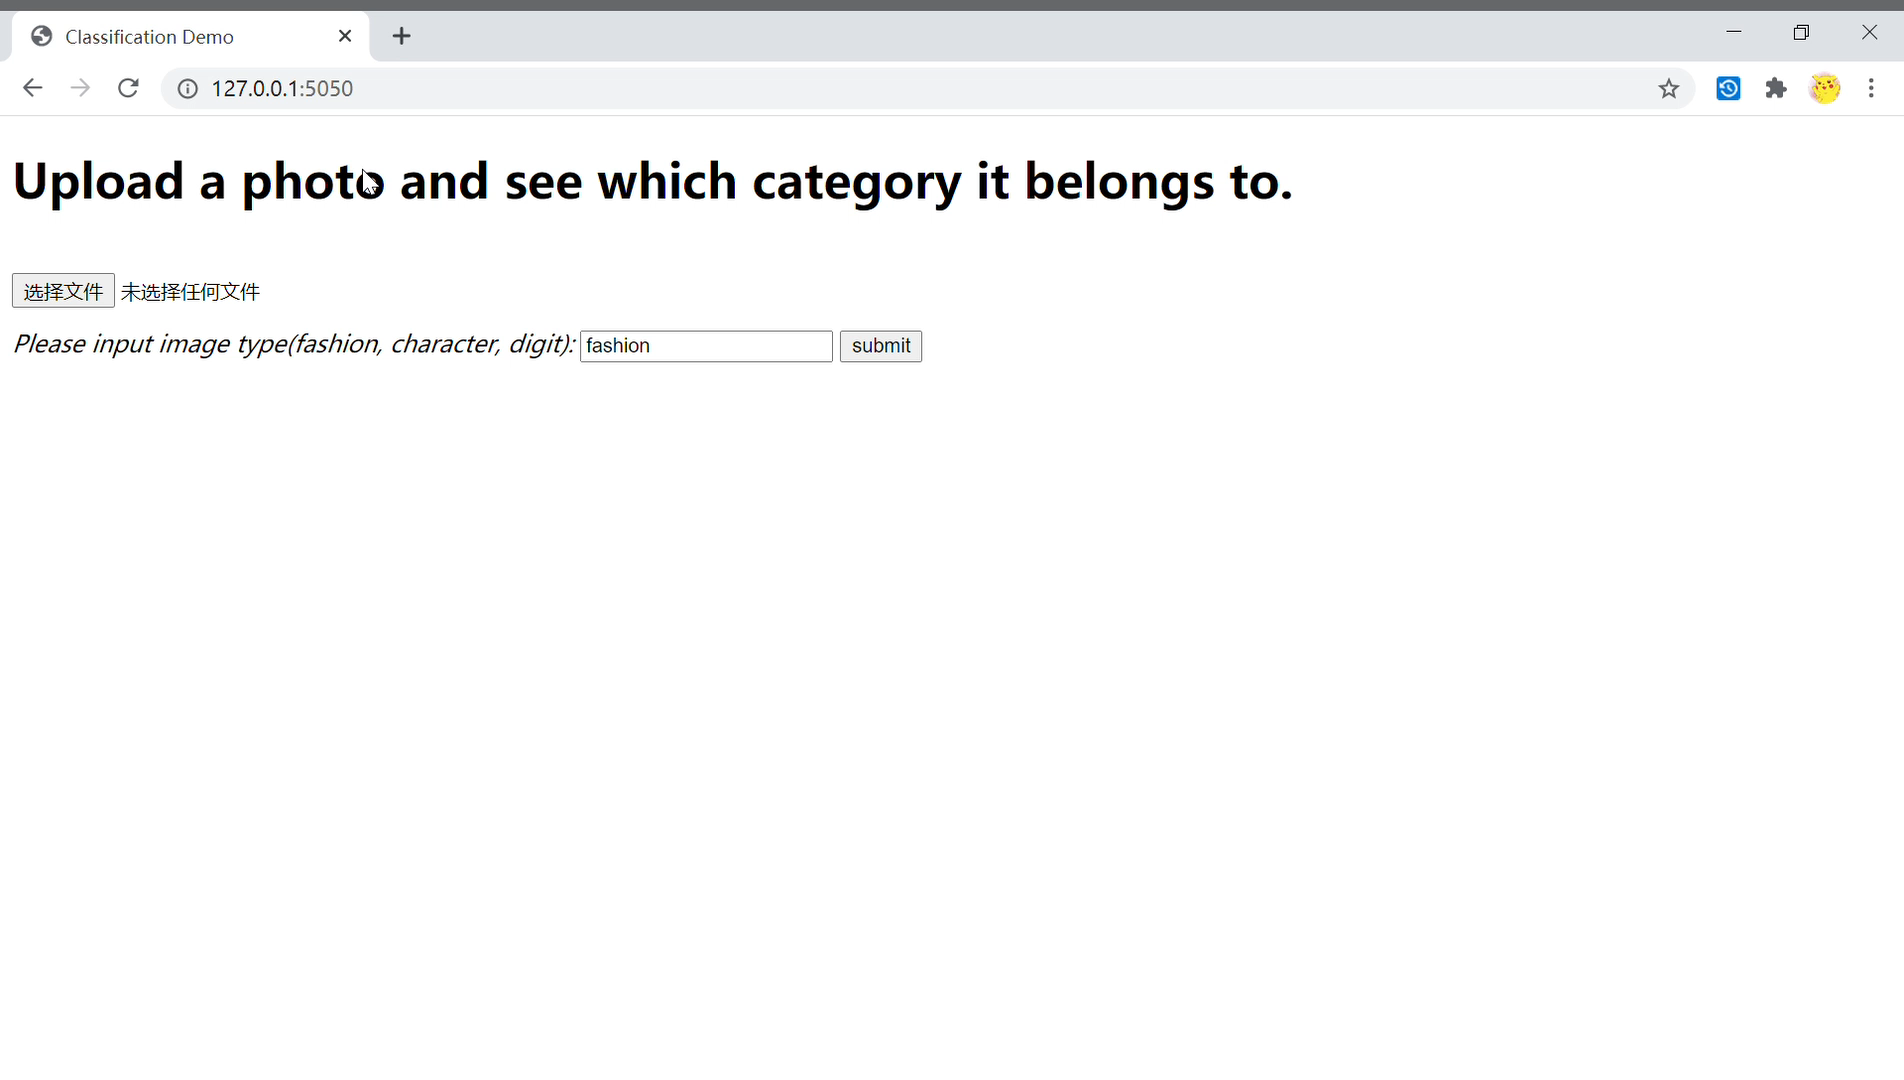 Classification Demo
127.0.0.1:5050
Upload a photo and see which category it belongs to.
选择文件 未选择任何文件
Please input image type(fashion, character, digit): fashion submit